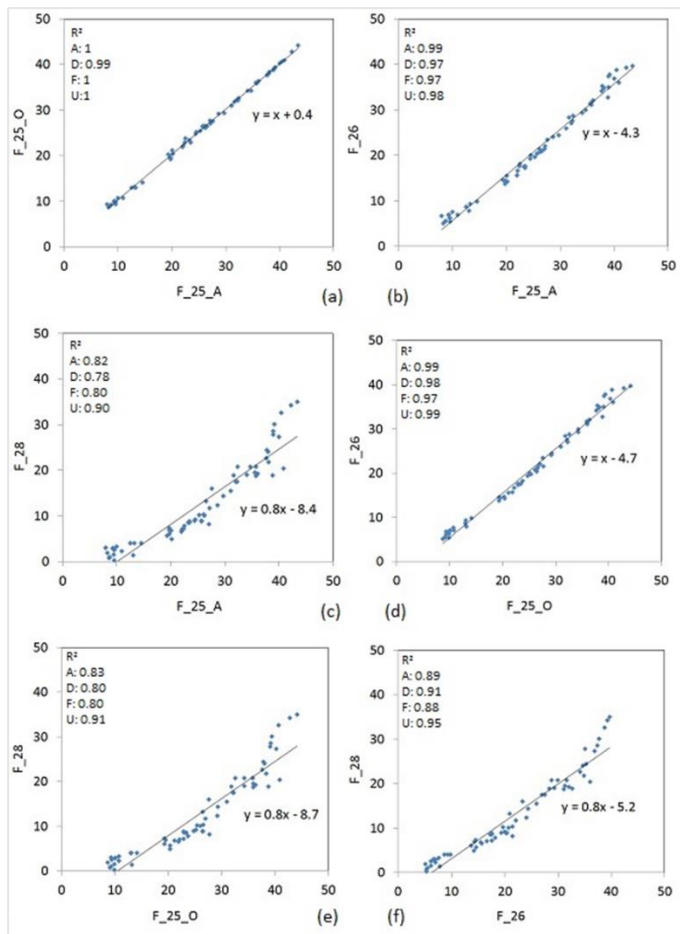 50
R²
A: 1
D: 0.99
F: 1
U:1
40
30
20
10
0
F_25_O
y = x + 0.4
0 10 20 30 40 50
F_25_A
(a)
50
R²
A: 0.99
D: 0.97
F: 0.97
U: 0.98
40
30
20
10
0
F_26
y = x - 4.3
0 10 20 30 40 50
F_25_A
(b)
50
R²
A: 0.82
D: 0.78
F: 0.80
U: 0.90
40
30
20
10
0
F_28
y = 0.8x - 8.4
0 10 20 30 40 50
F_25_A
(c)
50
R²
A: 0.99
D: 0.98
F: 0.97
U: 0.99
40
30
20
10
0
F_26
y = x - 4.7
0 10 20 30 40 50
F_25_O
(d)
50
R²
A: 0.83
D: 0.80
F: 0.80
U: 0.91
40
30
20
10
0
F_28
y = 0.8x - 8.7
0 10 20 30 40 50
F_25_O
(e)
50
R²
A: 0.89
D: 0.91
F: 0.88
U: 0.95
40
30
20
10
0
F_28
y = 0.8x - 5.2
0 10 20 30 40 50
F_26
(f)